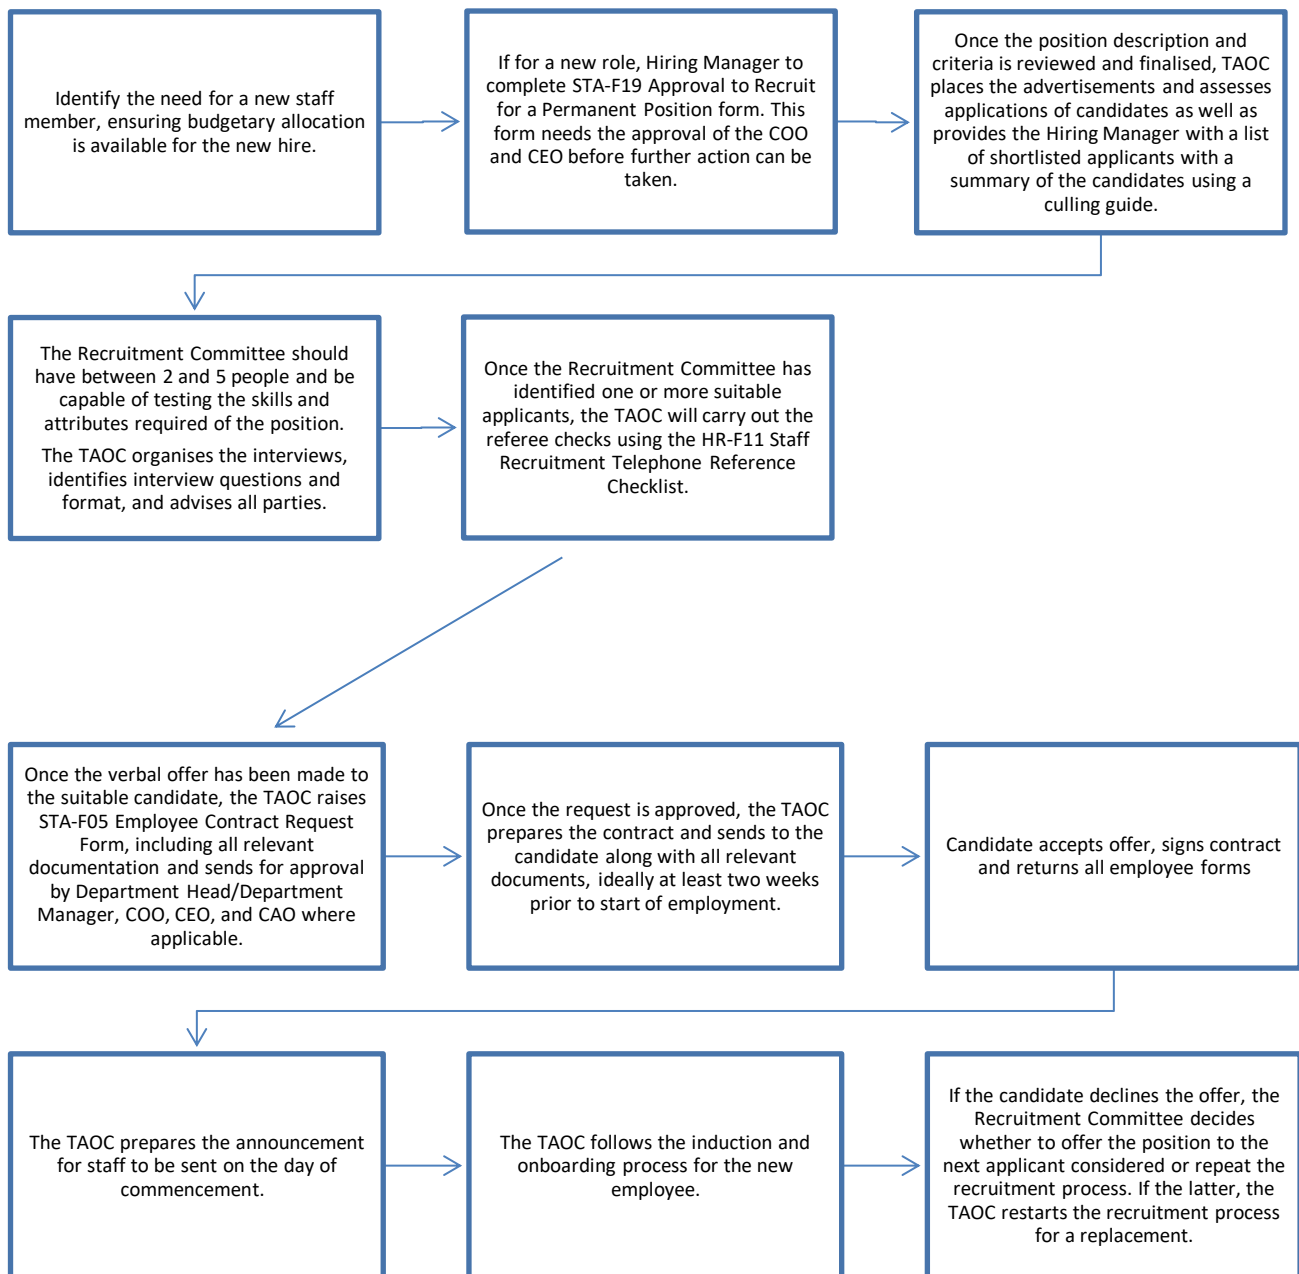 Identify the need for a new staff
member, ensuring budgetary allocation
is available for the new hire.
If for a new role, Hiring Manager to
complete STA-F19 Approval to Recruit
for a Permanent Position form. This
form needs the approval of the COO
and CEO before further action can be
taken.
Once the position description and
criteria is reviewed and finalised, TAOC
places the advertisements and assesses
applications of candidates as well as
provides the Hiring Manager with a list
of shortlisted applicants with a
summary of the candidates using a
culling guide.
The Recruitment Committee should
have between 2 and 5 people and be
capable of testing the skills and
attributes required of the position.
The TAOC organises the interviews,
identifies interview questions and
format, and advises all parties.
Once the Recruitment Committee has
identified one or more suitable
applicants, the TAOC will carry out the
referee checks using the HR-F11 Staff
Recruitment Telephone Reference
Checklist.
Once the verbal offer has been made to
the suitable candidate, the TAOC raises
STA-F05 Employee Contract Request
Form, including all relevant
documentation and sends for approval
by Department Head/Department
Manager, COO, CEO, and CAO where
applicable.
Once the request is approved, the TAOC
prepares the contract and sends to the
candidate along with all relevant
documents, ideally at least two weeks
prior to start of employment.
Candidate accepts offer, signs contract
and returns all employee forms
The TAOC prepares the announcement
for staff to be sent on the day of
commencement.
The TAOC follows the induction and
onboarding process for the new
employee.
If the candidate declines the offer, the
Recruitment Committee decides
whether to offer the position to the
next applicant considered or repeat the
recruitment process. If the latter, the
TAOC restarts the recruitment process
for a replacement.